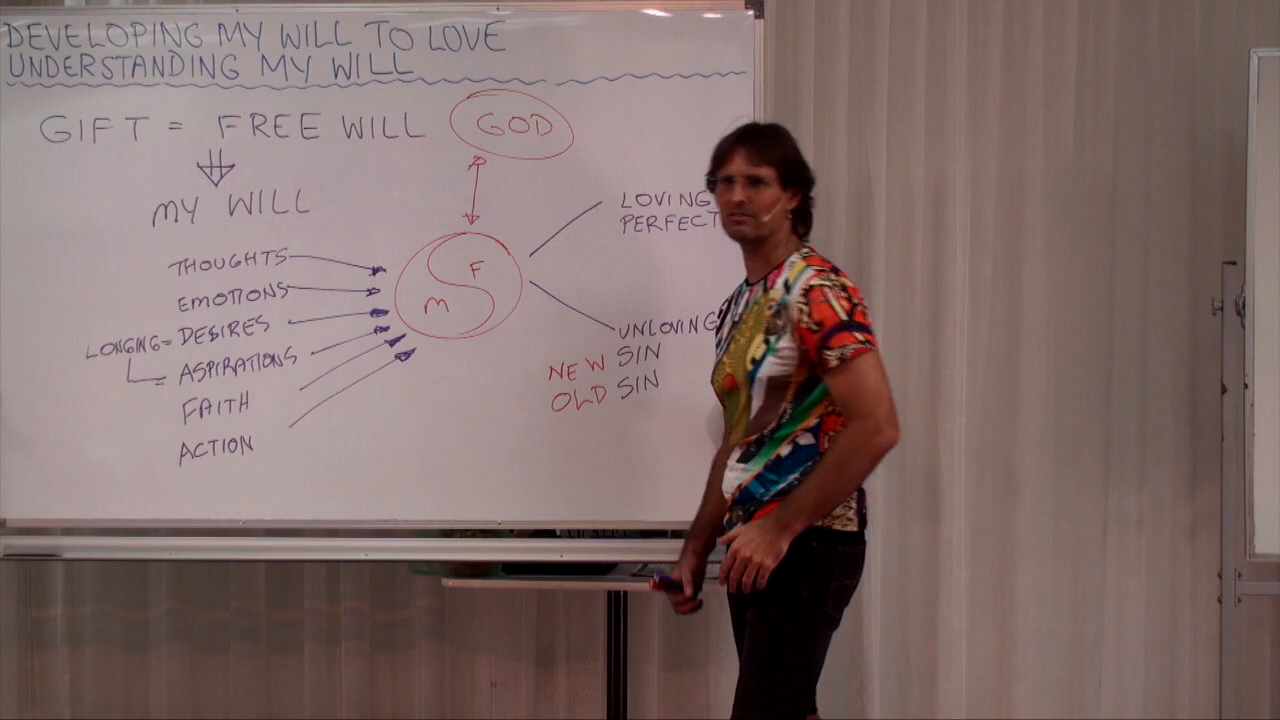 DEVELOPING MY WILL TO LOVE
UNDERSTANDING MY WILL
GIFT = FREE WILL
GOD
MY WILL
LOVING
PERFECT
THOUGHTS
EMOTIONS
LONGING = DESIRES
= ASPIRATIONS
FAITH
ACTION
F
M
UNLOVING
NEW SIN
OLD SIN